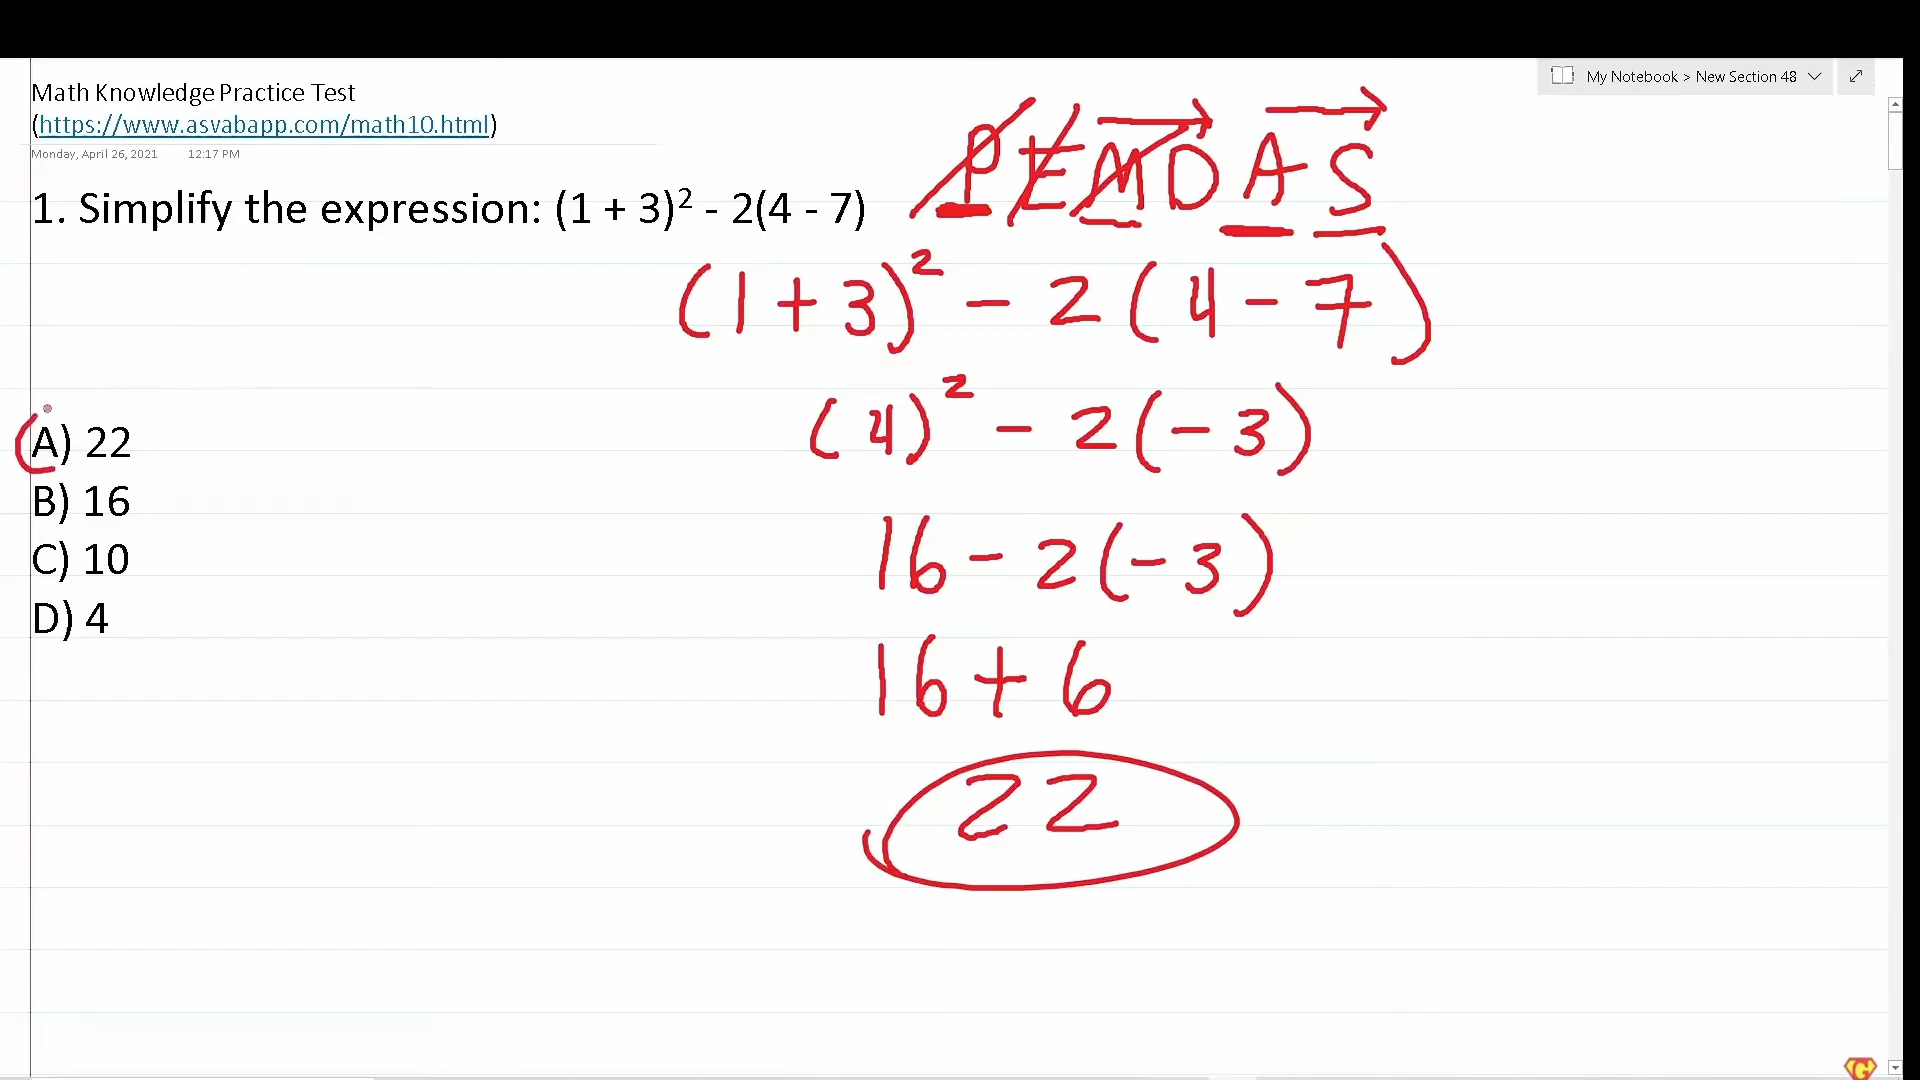 My Notebook > New Section 48
Math Knowledge Practice Test
(https://www.asvabapp.com/math10.html)
Monday, April 26, 2021 12:17 PM
PEMDAS
1. Simplify the expression: (1 + 3)² - 2(4 - 7)
(1 + 3)² - 2(4 - 7)
(4)² - 2(-3)
A) 22
B) 16
16 - 2(-3)
C) 10
D) 4
16 + 6
22
G